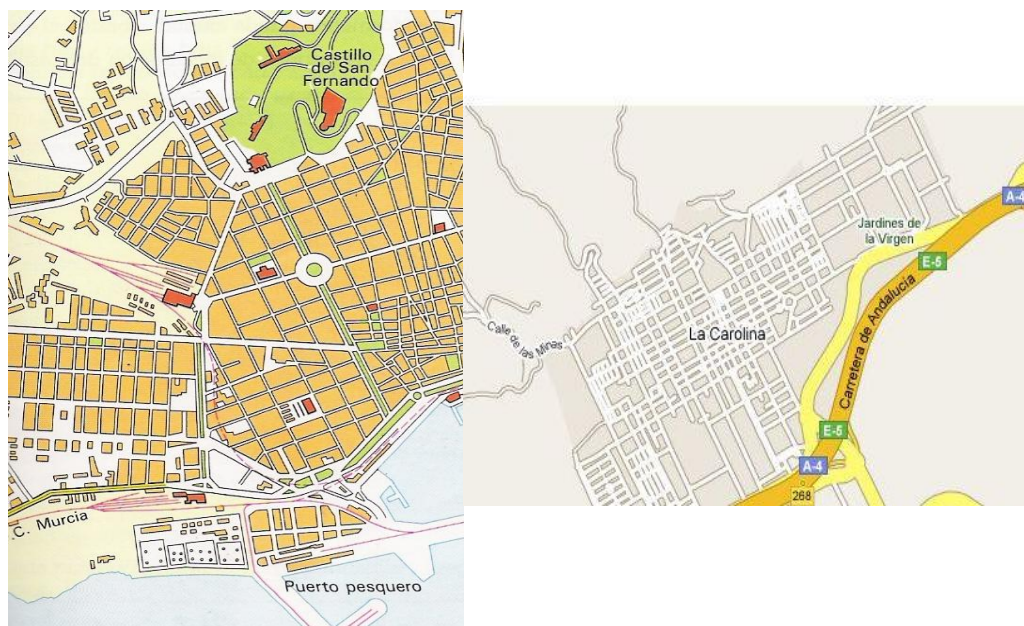 Castillo
de San
Fernando
C. Murcia
Puerto pesquero
A-4
Jardines de
la Virgen
E-5
Carretera de Andalucía
La Carolina
Calle de las Minas
E-5
A-4
268